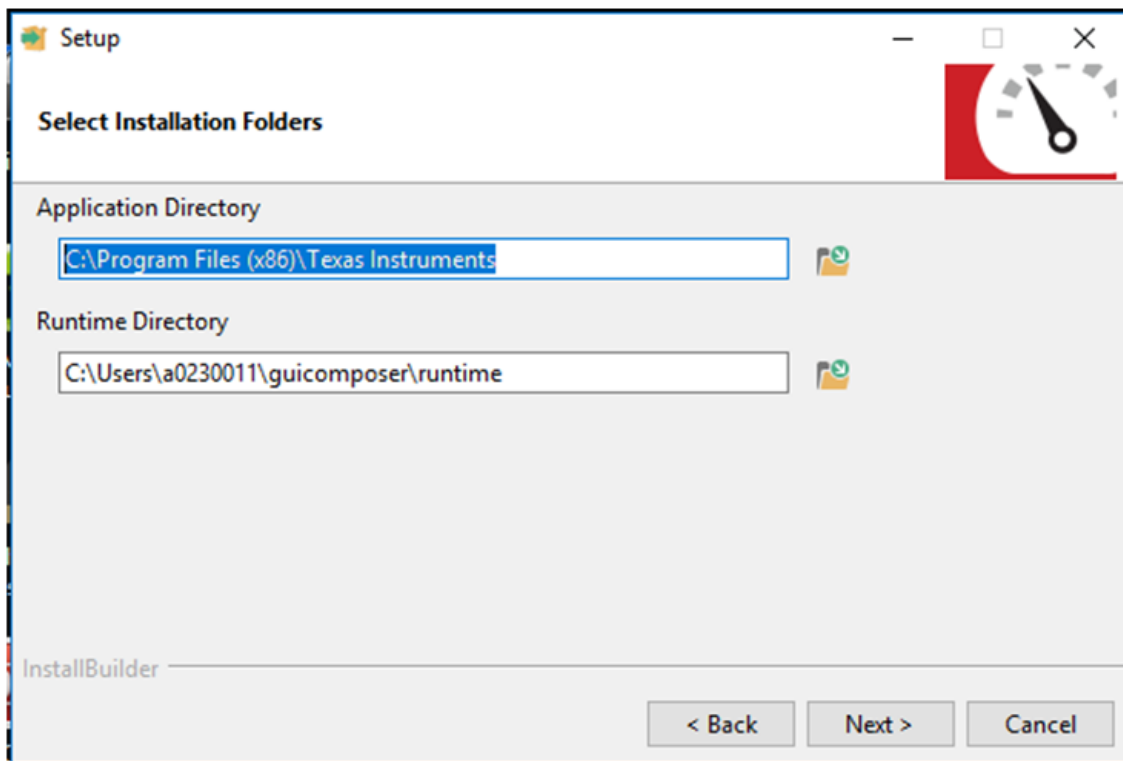 Setup
Select Installation Folders
Application Directory
C:\Program Files (x86)\Texas Instruments
Runtime Directory
C:\Users\a0230011\guicomposer\runtime
InstallBuilder
< Back Next > Cancel